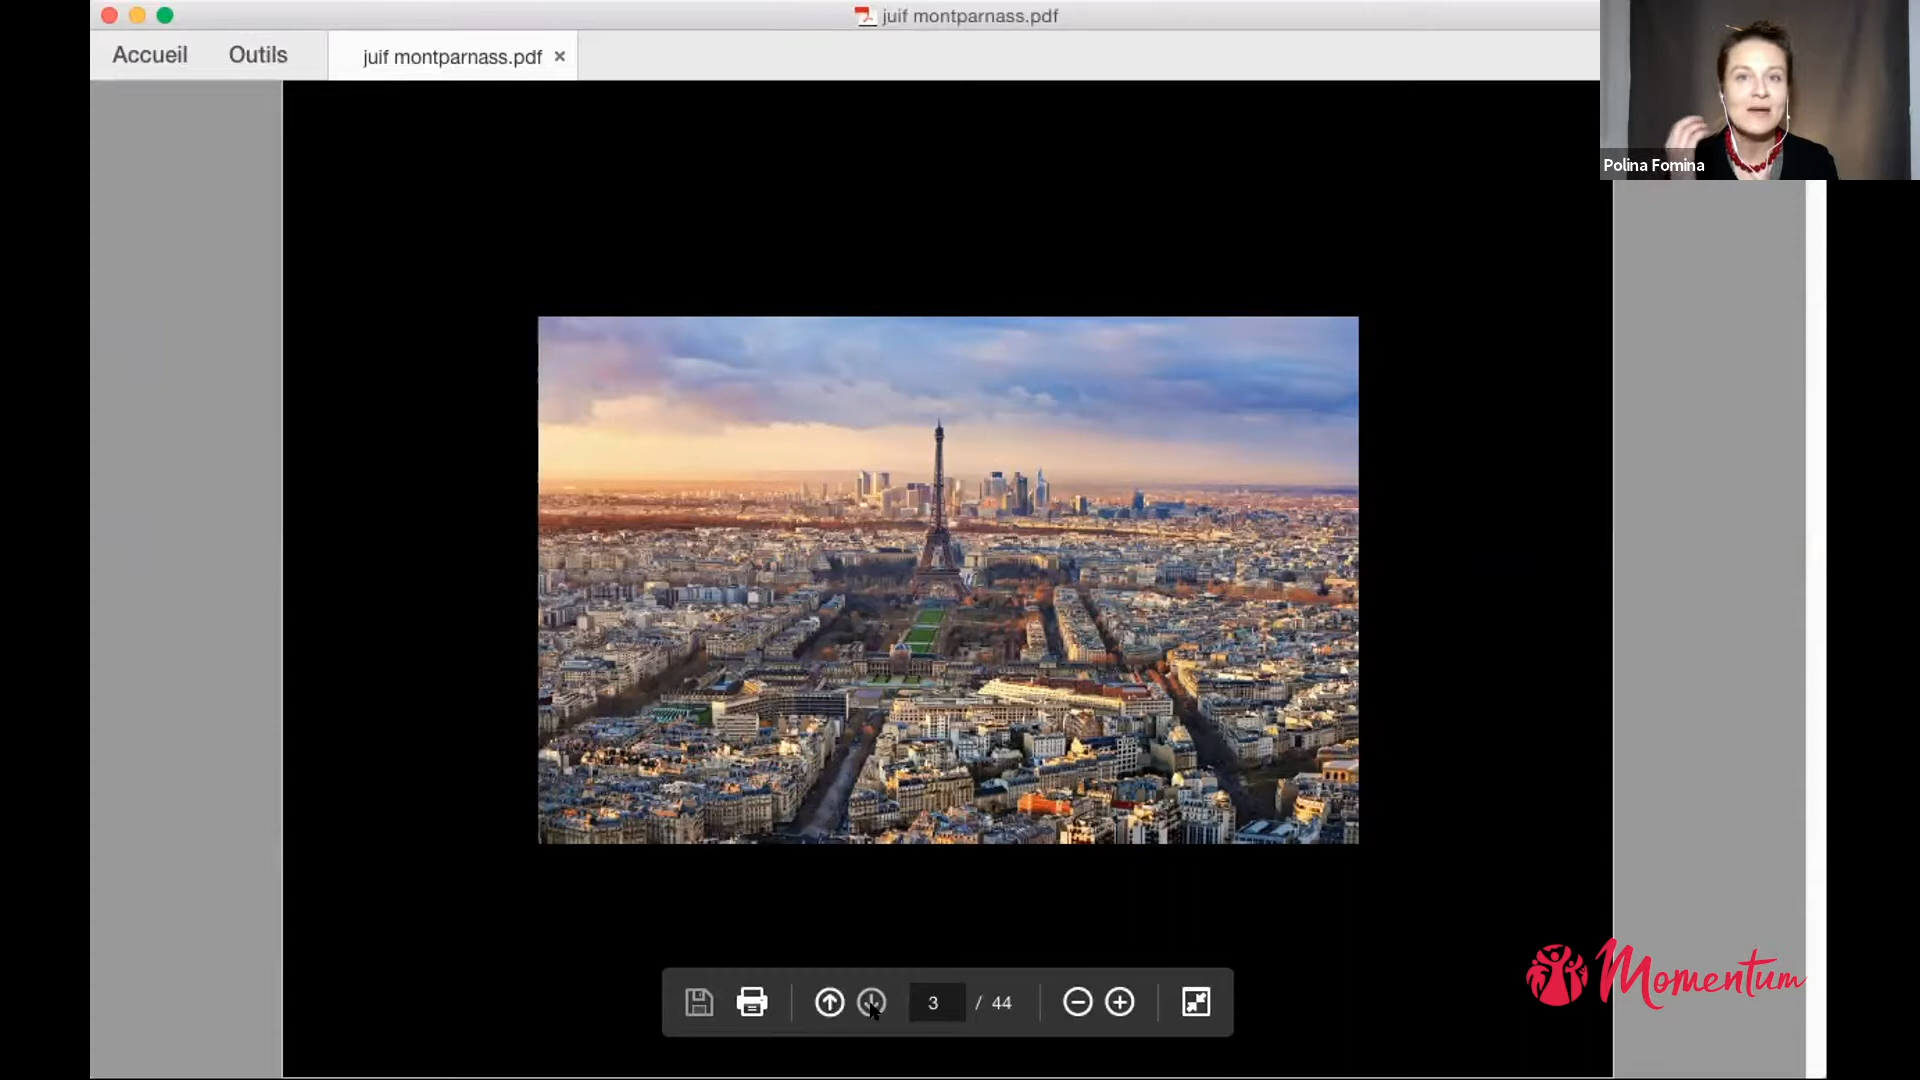 juif montparnass.pdf
Accueil
Outils
juif montparnass.pdf ×
Polina Fomina
3 / 44
Momentum